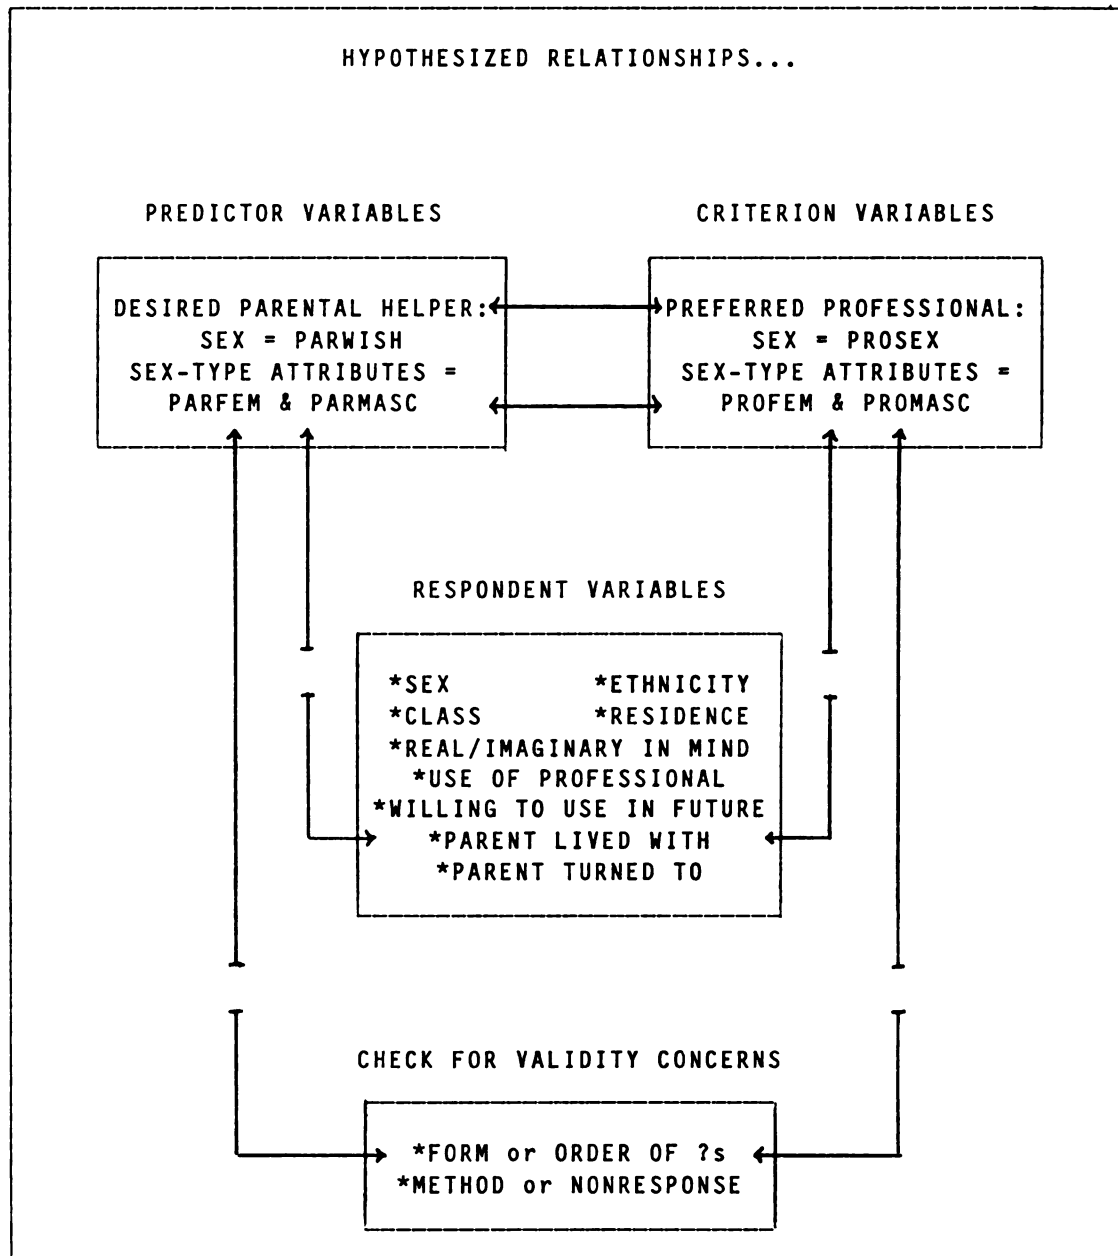 HYPOTHESIZED RELATIONSHIPS...
PREDICTOR VARIABLES
DESIRED PARENTAL HELPER:
SEX = PARWISH
SEX-TYPE ATTRIBUTES =
PARFEM & PARMASC
CRITERION VARIABLES
PREFERRED PROFESSIONAL:
SEX = PROSEX
SEX-TYPE ATTRIBUTES =
PROFEM & PROMASC
RESPONDENT VARIABLES
*SEX *ETHNICITY
*CLASS *RESIDENCE
*REAL/IMAGINARY IN MIND
*USE OF PROFESSIONAL
*WILLING TO USE IN FUTURE
*PARENT LIVED WITH
*PARENT TURNED TO
CHECK FOR VALIDITY CONCERNS
*FORM or ORDER OF ?s
*METHOD or NONRESPONSE